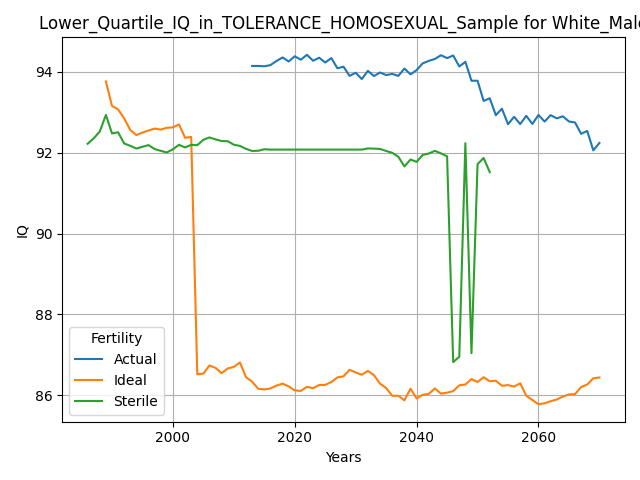 Lower_Quartile_IQ_in_TOLERANCE_HOMOSEXUAL_Sample for White_Male
94
92
90
88
86
IQ
Fertility
Actual
Ideal
Sterile
2000
2020
2040
2060
Years